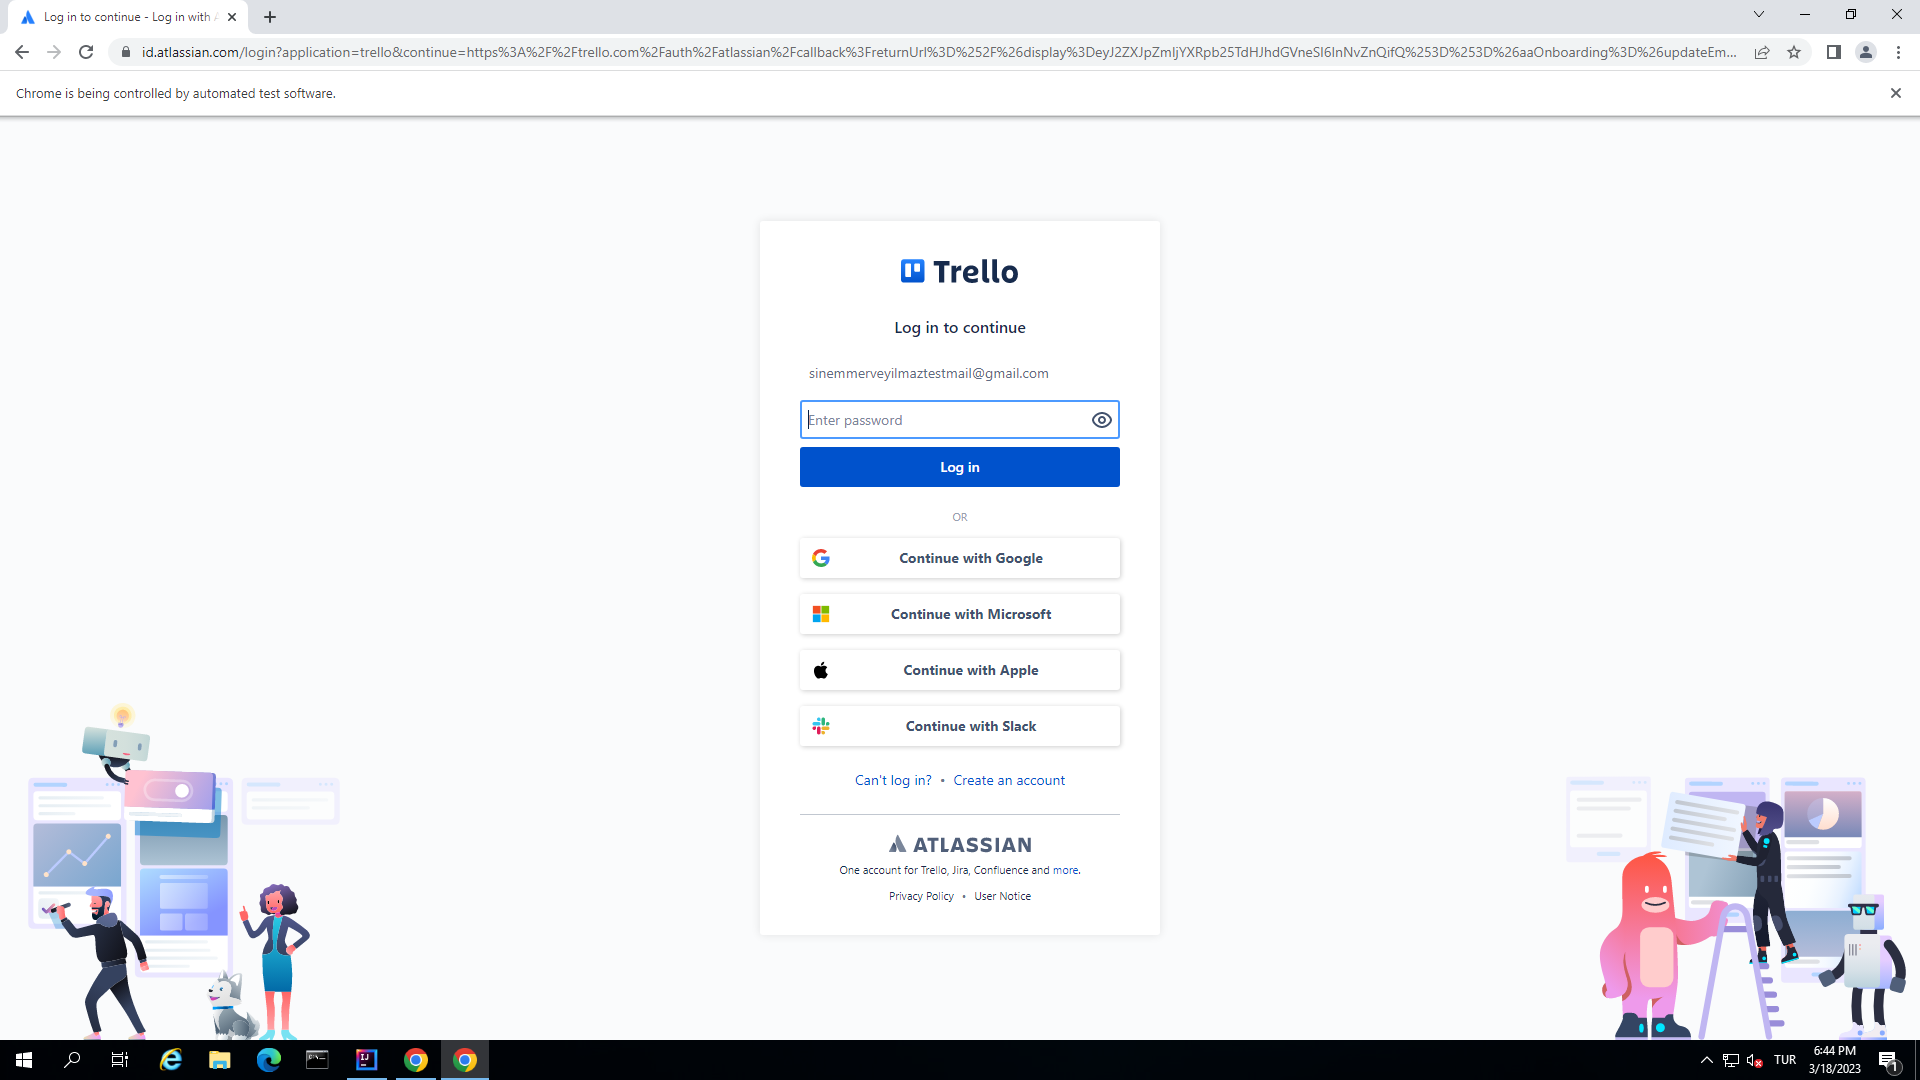 Log in to continue - Log in with A
id.atlassian.com/login?application=trello&continue=https%3A%2F%2Ftrello.com%2Fauth%2Fatlassian%2Fcallback%3FreturnUrl%3D%252F%26display%3DeyJ2ZXJpZmljYXRpb25TdHJhdGVneSI6InNvZnQifQ%253D%253D%26aaOnboarding%3D%26updateEm...
Chrome is being controlled by automated test software.
Trello
Log in to continue
sinemmerveyilmaztestmail@gmail.com
Enter password
Log in
OR
Continue with Google
Continue with Microsoft
Continue with Apple
Continue with Slack
Can't log in? • Create an account
ATLASSIAN
One account for Trello, Jira, Confluence and more.
Privacy Policy • User Notice
TUR
6:44 PM
3/18/2023
1